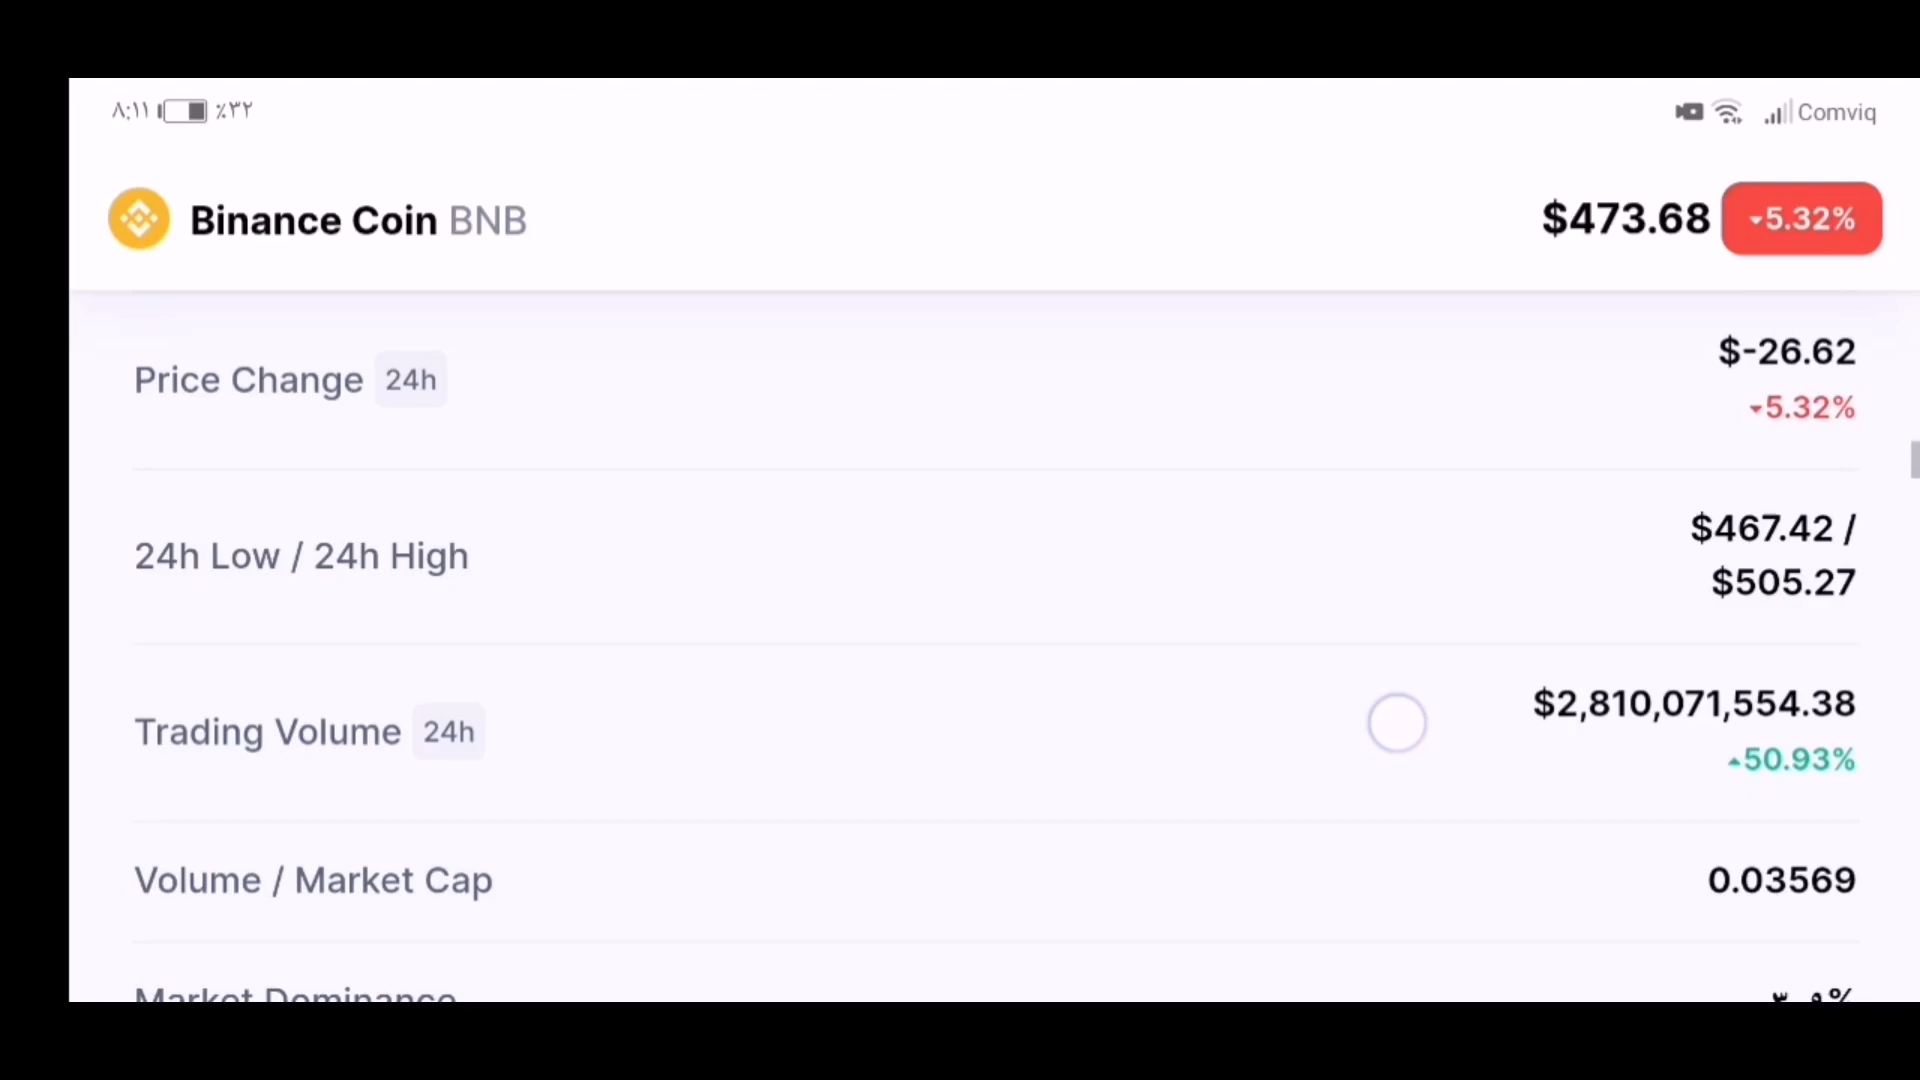 ٨:١١ ٪٣٢ Comviq
Binance Coin BNB $473.68 5.32%
Price Change 24h $-26.62
5.32%
24h Low / 24h High $467.42 /
$505.27
Trading Volume 24h $2,810,071,554.38
50.93%
Volume / Market Cap 0.03569
Market Dominance